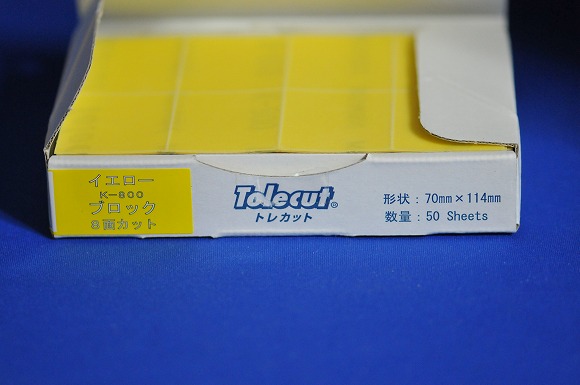 イエロー
K-800
ブロック
8面カット
Tolecut®
トレカット
形状：70mm×114mm
数量：50 Sheets